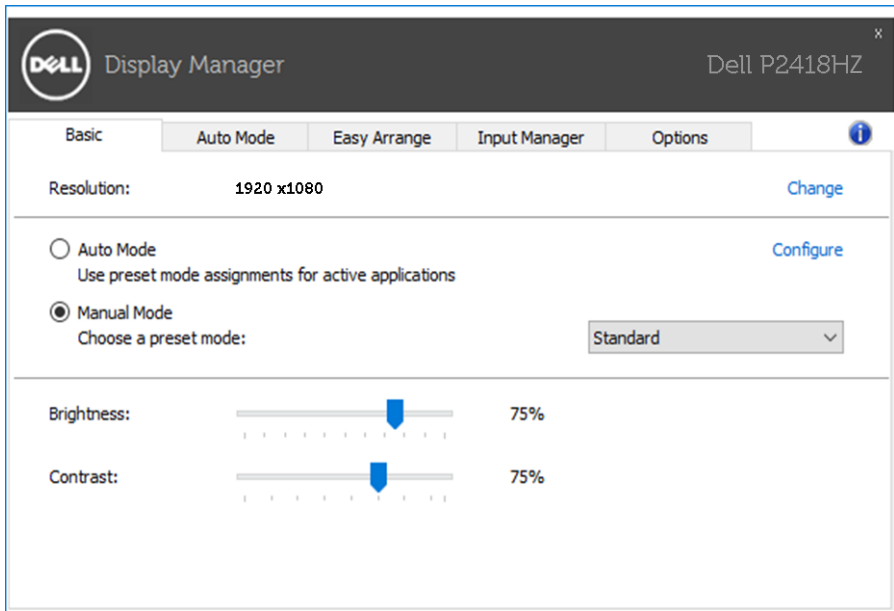 DELL Display Manager Dell P2418HZ x
Basic Auto Mode Easy Arrange Input Manager Options i
Resolution: 1920 x1080 Change
Auto Mode Configure
Use preset mode assignments for active applications
Manual Mode
Choose a preset mode: Standard
Brightness: 75%
Contrast: 75%